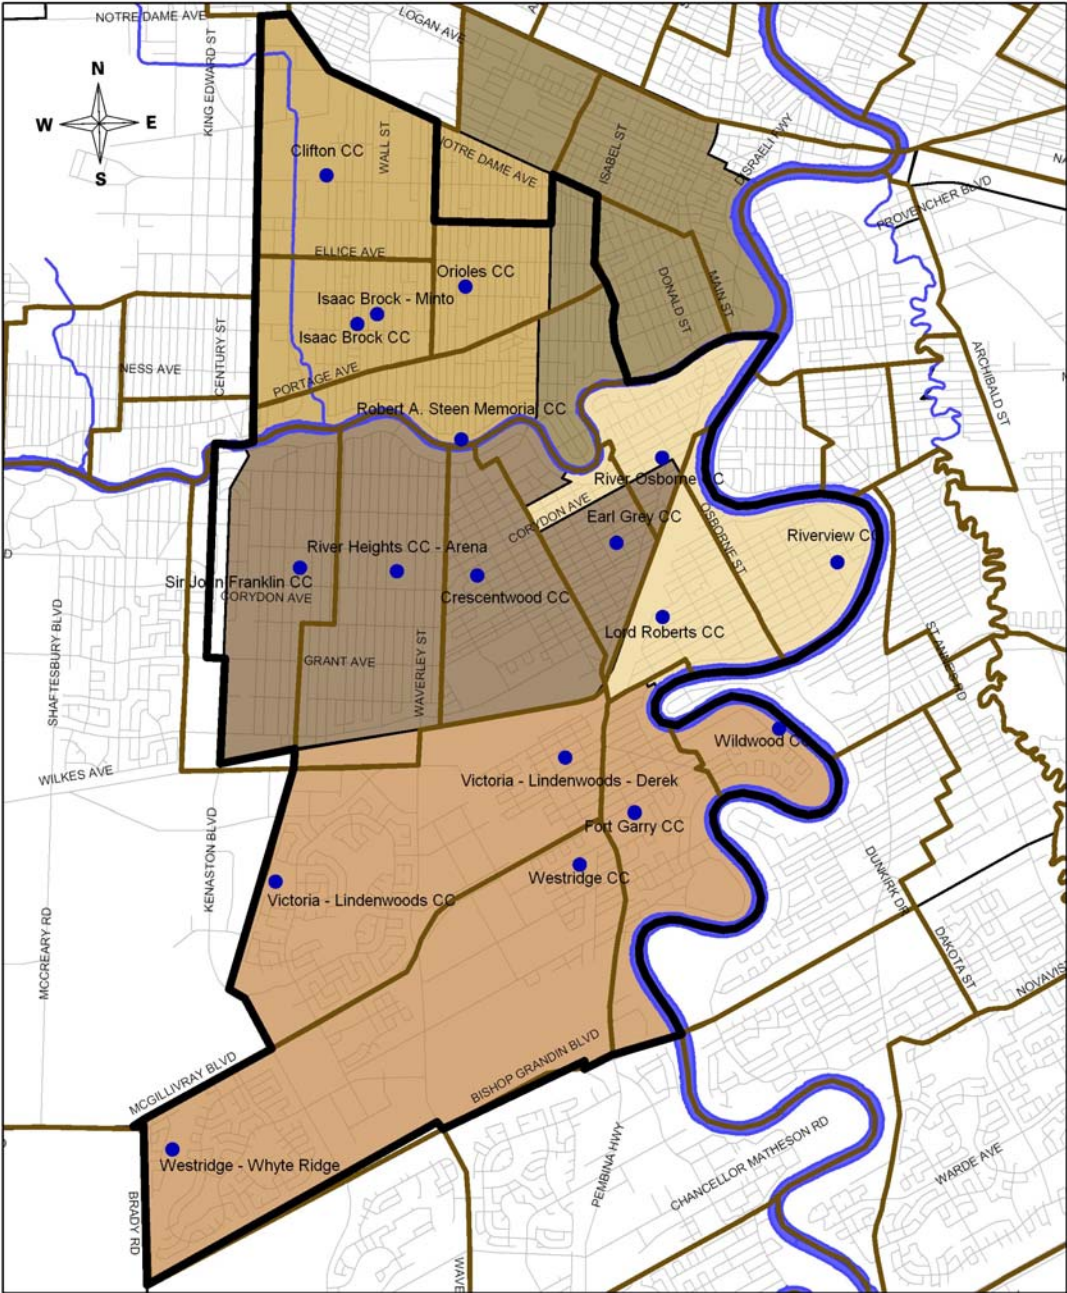 NOTRE DAME AVE
LOGAN AVE
KING EDWARD ST
N
W
E
S
WALL ST
Clifton CC
NOTRE DAME AVE
ISABEL ST
DISRAELI FWY
PROVENCHER BLVD
ELLICE AVE
Orioles CC
Isaac Brock - Minto
Isaac Brock CC
DONALD ST
MAIN ST
CENTURY ST
NESS AVE
PORTAGE AVE
ARCHIBALD ST
Robert A. Steen Memorial CC
River Osborne CC
CORYDON AVE
Earl Grey CC
OSBORNE ST
Riverview CC
River Heights CC - Arena
Sir John Franklin CC
CORYDON AVE
Crescentwood CC
Lord Roberts CC
SHAFTESBURY BLVD
GRANT AVE
WAVERLEY ST
ST ANNE'S RD
Wildwood CC
WILKES AVE
Victoria - Lindenwoods - Derek
Fort Garry CC
KENASTON BLVD
Westridge CC
DUNKIRK DR
Victoria - Lindenwoods CC
MCCREARY RD
DAKOTA ST
MCGILLIVRAY BLVD
BISHOP GRANDIN BLVD
Westridge - Whyte Ridge
PEMBINA HWY
CHANCELLOR MATHESON RD
WARDE AVE
BRADY RD
WAVE